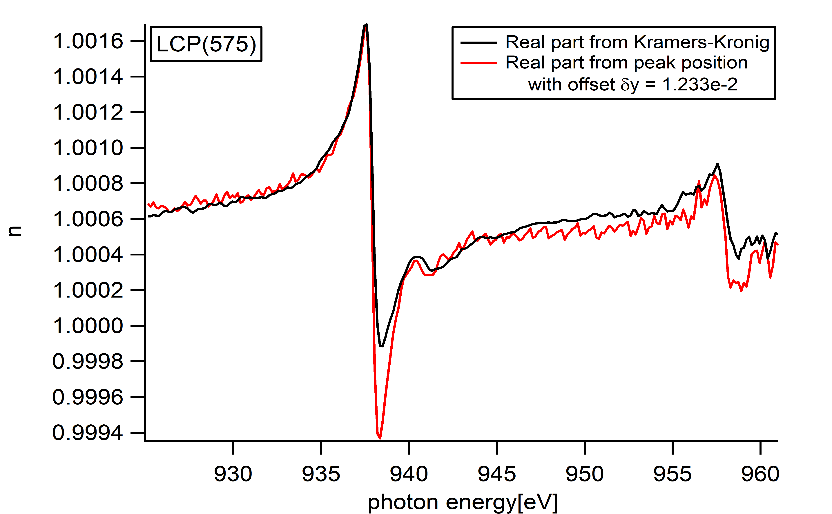 LCP(575)
Real part from Kramers-Kronig
Real part from peak position
with offset δy = 1.233e-2
1.0016
1.0014
1.0012
1.0010
1.0008
1.0006
1.0004
1.0002
1.0000
0.9998
0.9996
0.9994
n
930 935 940 945 950 955 960
photon energy[eV]